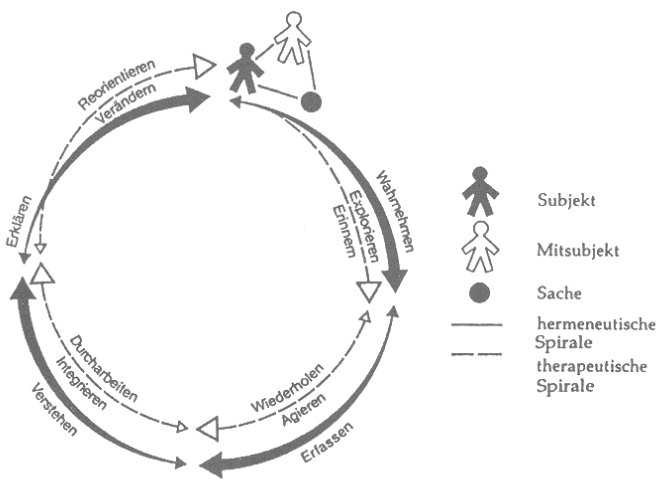 Reorientieren
Verändern
Erklären
Wahrnehmen
Explorieren
Erinnern
Durcharbeiten
Integrieren
Verstehen
Wiederholen
Agieren
Erfassen
Subjekt
Mitsubjekt
Sache
hermeneutische
Spirale
therapeutische
Spirale